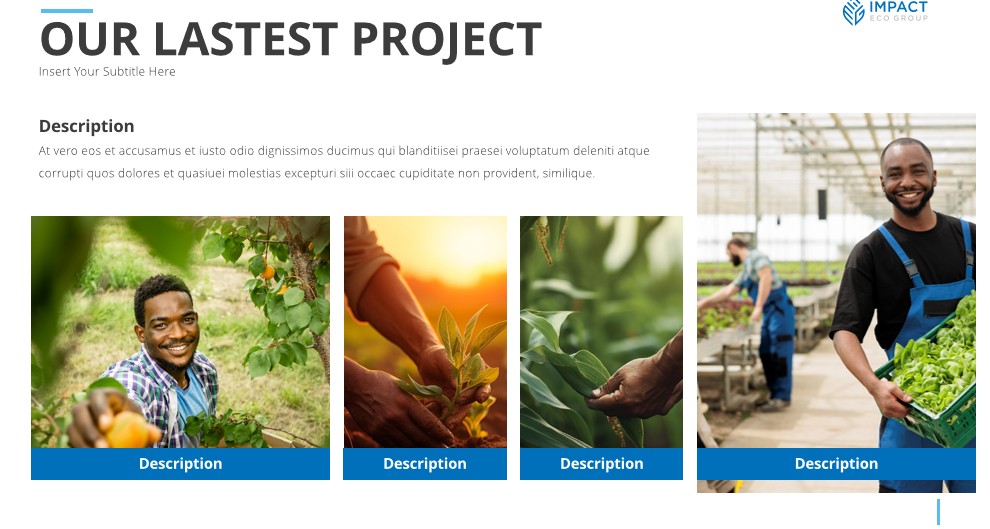 IMPACT
ECO GROUP
OUR LASTEST PROJECT
Insert Your Subtitle Here
Description
At vero eos et accusamus et iusto odio dignissimos ducimus qui blanditiisei praesei voluptatum deleniti atque
corrupti quos dolores et quasiuei molestias excepturi siii occaec cupiditate non provident, similique.
Description
Description
Description
Description